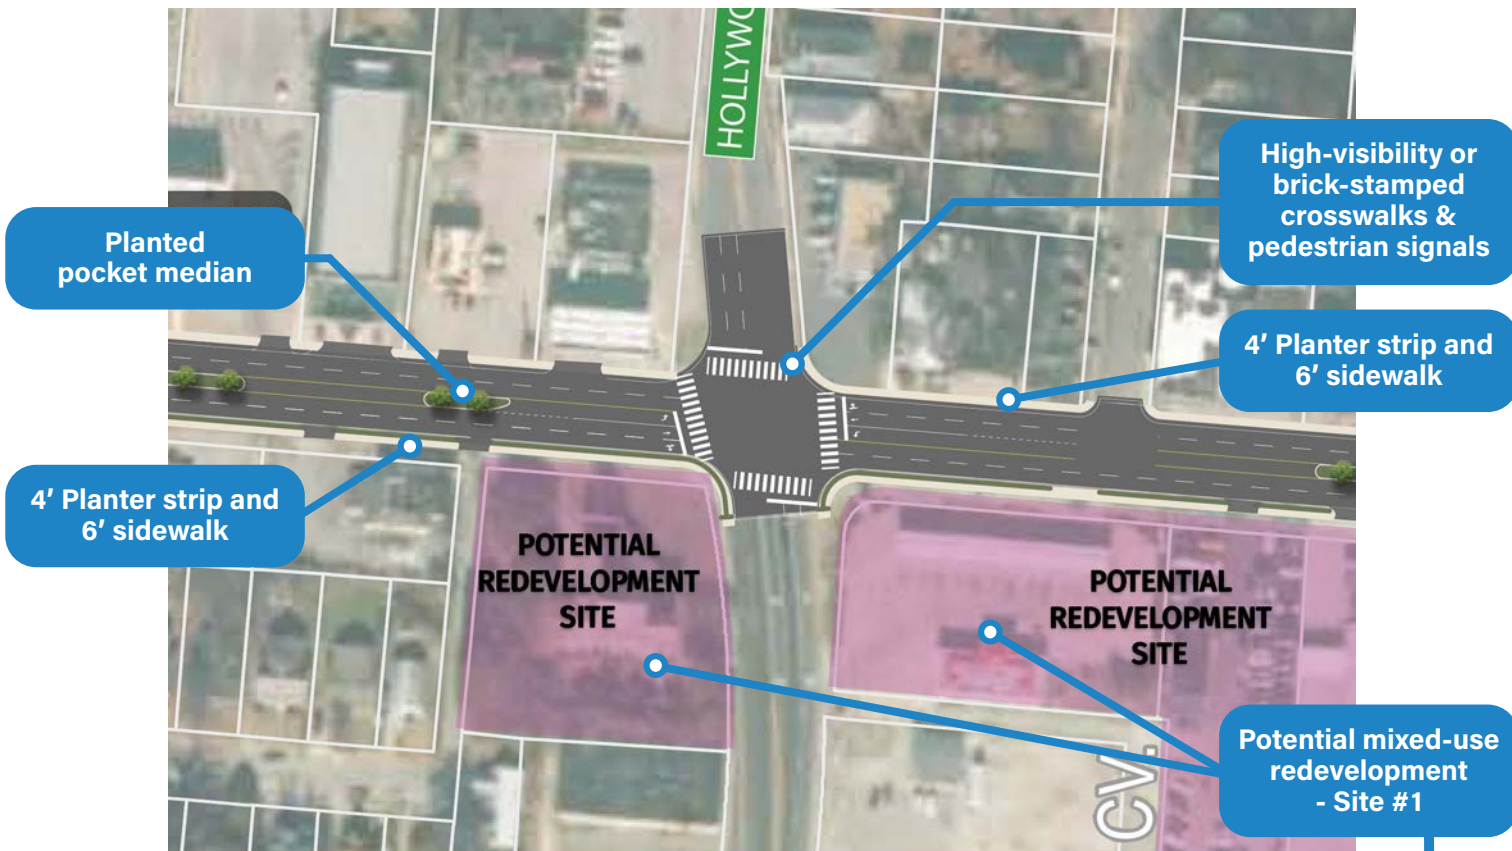 HOLLYWO
High-visibility or
brick-stamped
crosswalks &
pedestrian signals
Planted
pocket median
4′ Planter strip and
6′ sidewalk
4′ Planter strip and
6′ sidewalk
POTENTIAL
REDEVELOPMENT
SITE
POTENTIAL
REDEVELOPMENT
SITE
Potential mixed-use
redevelopment
- Site #1
CV.